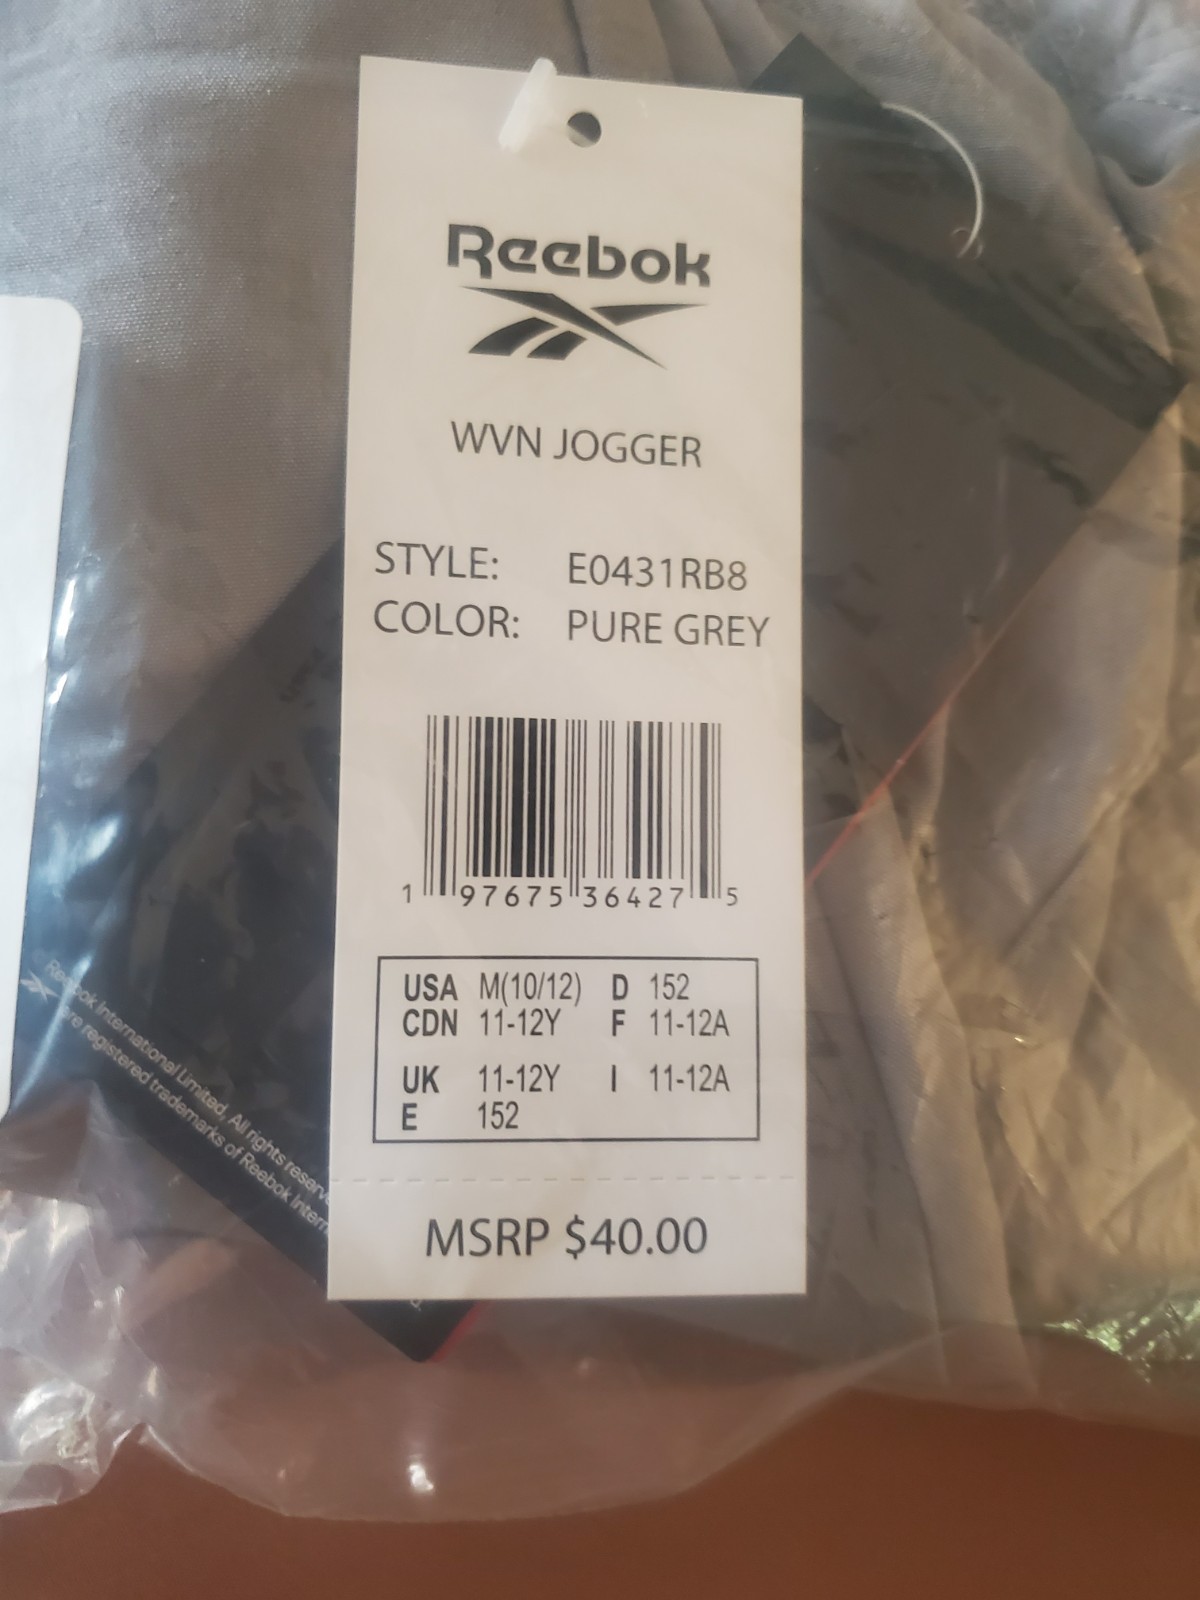 Reebok
WVN JOGGER
STYLE: E0431RB8
COLOR: PURE GREY
1 97675 36427 5
USA M(10/12) D 152
CDN 11-12Y F 11-12A
UK 11-12Y I 11-12A
E 152
MSRP $40.00
Reebok International Limited, All rights
are registered trademarks of Reebok